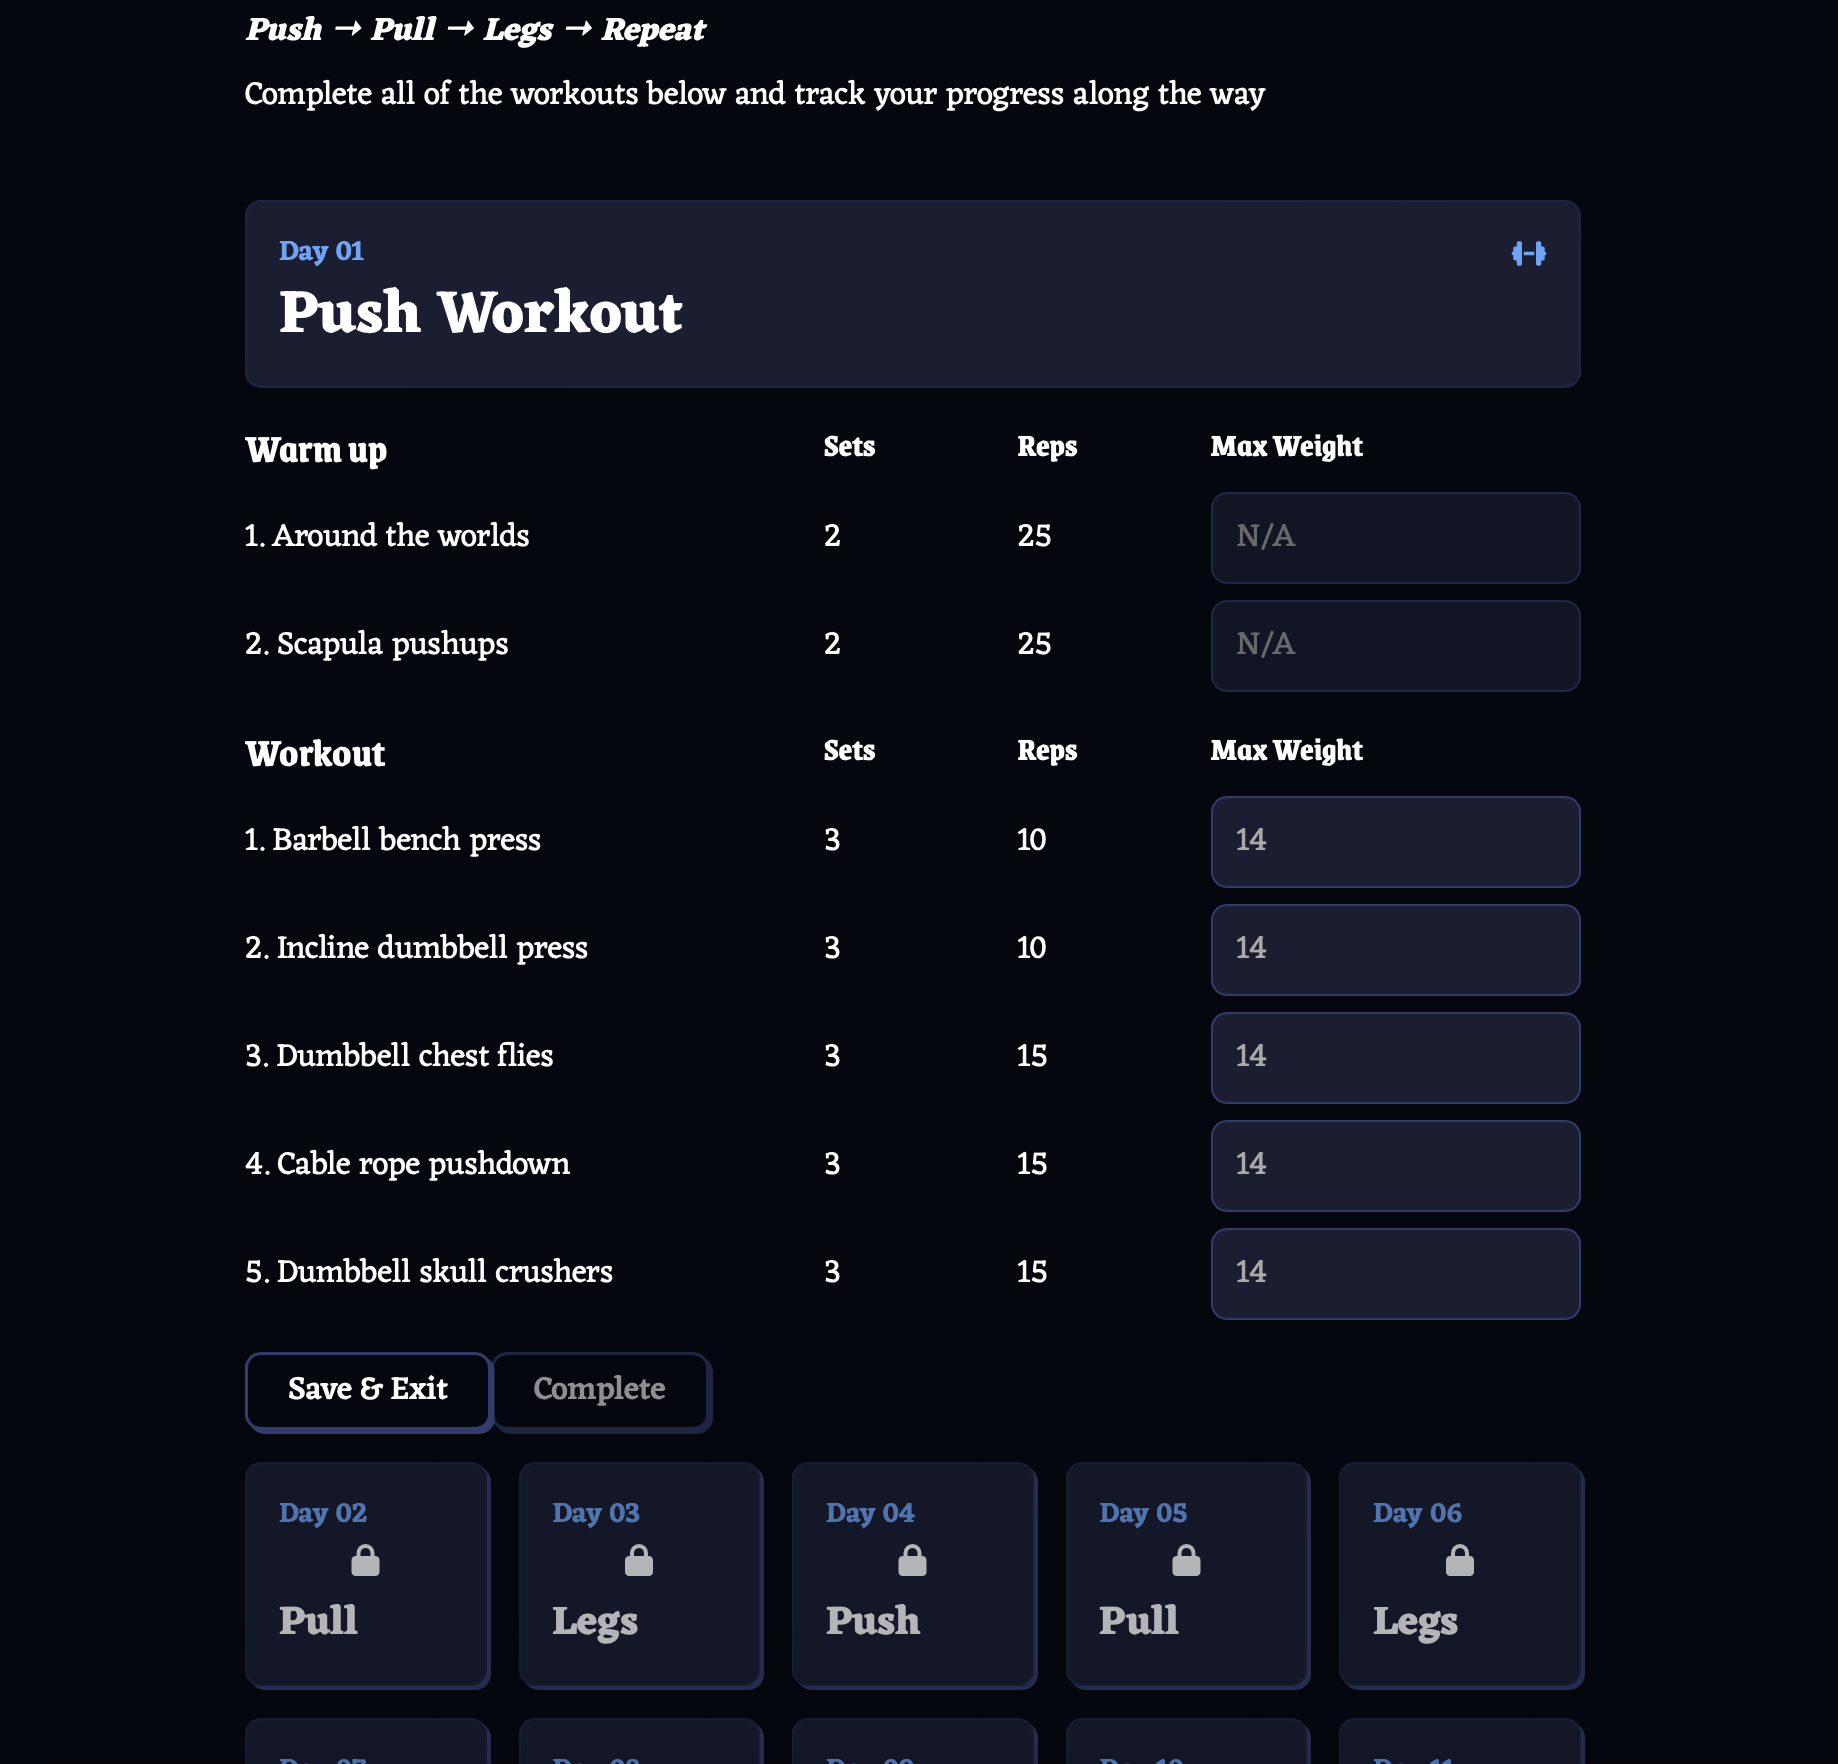 Push → Pull → Legs → Repeat
Complete all of the workouts below and track your progress along the way
Day 01
Push Workout
Warm up Sets Reps Max Weight
1. Around the worlds 2 25 N/A
2. Scapula pushups 2 25 N/A
Workout Sets Reps Max Weight
1. Barbell bench press 3 10 14
2. Incline dumbbell press 3 10 14
3. Dumbbell chest flies 3 15 14
4. Cable rope pushdown 3 15 14
5. Dumbbell skull crushers 3 15 14
Save & Exit Complete
Day 02 Day 03 Day 04 Day 05 Day 06
Pull Legs Push Pull Legs